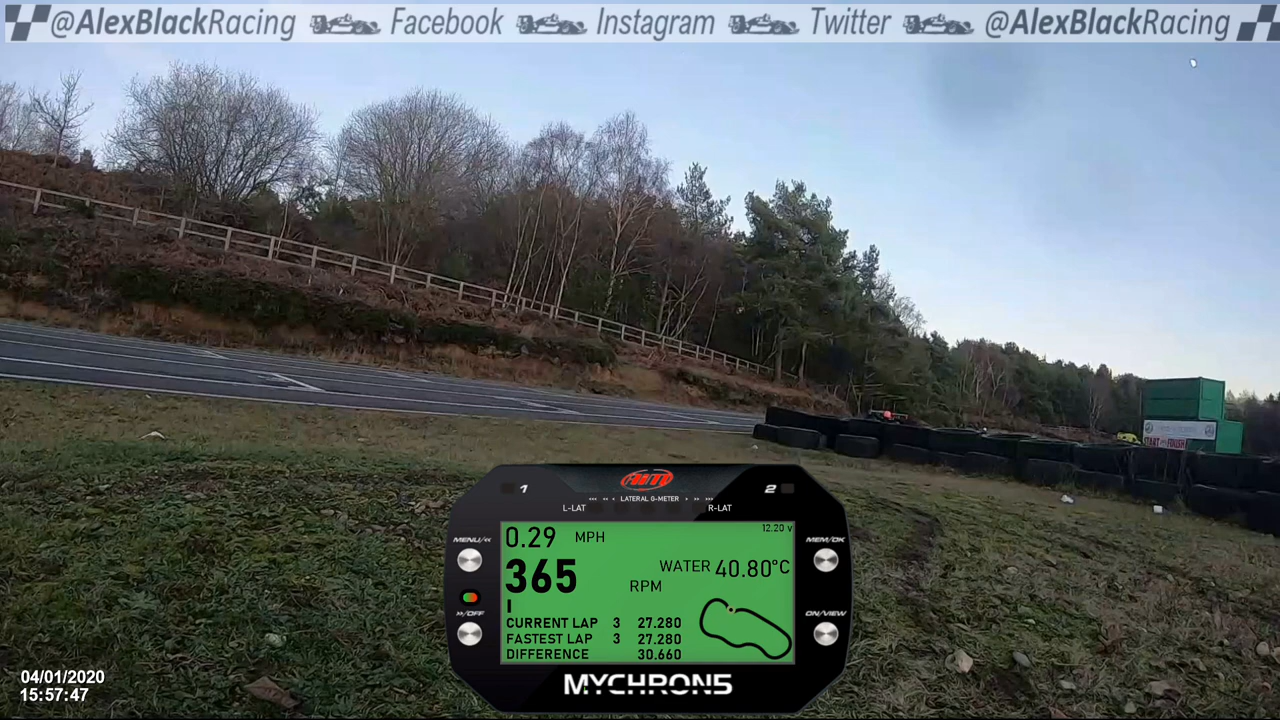 @AlexBlackRacing Facebook Instagram Twitter @AlexBlackRacing
START AND FINISH
AiM
1
2
LATERAL G-METER
L-LAT
R-LAT
MENU/<<
MEM/OK
>>/OFF
ON/VIEW
0.29 MPH
12.20 v
365 RPM
WATER 40.80°C
CURRENT LAP 3 27.280
FASTEST LAP 3 27.280
DIFFERENCE 30.660
MYCHRON5
04/01/2020
15:57:47